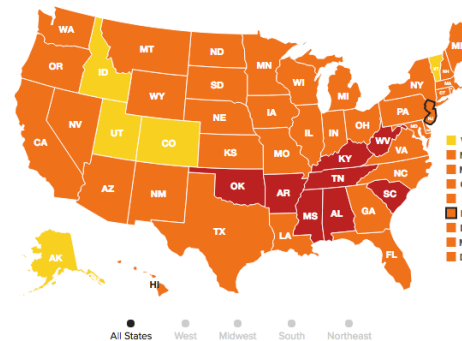 WA
MT
ND
MN
ME
OR
ID
SD
WI
MI
NY
WY
NE
IA
PA
NV
UT
CO
IL
IN
OH
WV
VA
CA
KS
MO
KY
NC
AZ
NM
OK
AR
TN
SC
MS
AL
GA
TX
LA
FL
AK
HI
All States
West
Midwest
South
Northeast